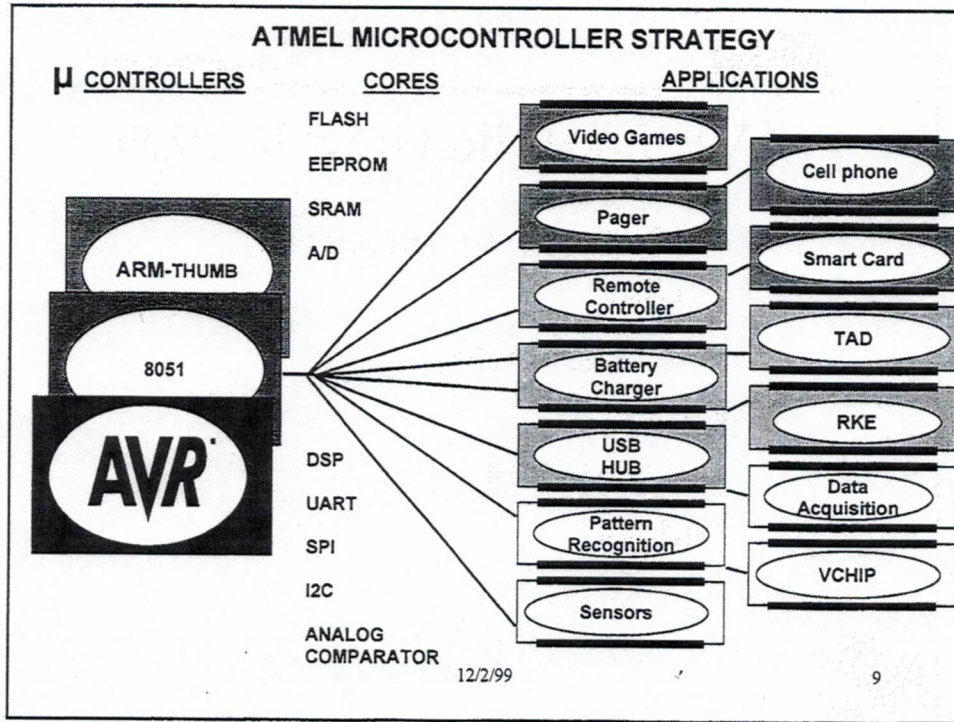 ATMEL MICROCONTROLLER STRATEGY
μ CONTROLLERS
CORES
APPLICATIONS
ARM-THUMB
8051
AVR
FLASH
EEPROM
SRAM
A/D
DSP
UART
SPI
I2C
ANALOG
COMPARATOR
Video Games
Pager
Remote
Controller
Battery
Charger
USB
HUB
Pattern
Recognition
Sensors
Cell phone
Smart Card
TAD
RKE
Data
Acquisition
VCHIP
12/2/99
9